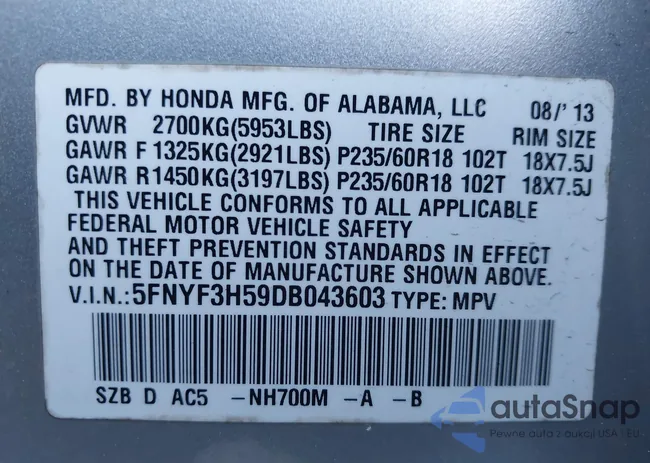 MFD. BY HONDA MFG. OF ALABAMA, LLC 08/'13
GVWR 2700KG(5953LBS) TIRE SIZE RIM SIZE
GAWR F 1325KG(2921LBS) P235/60R18 102T 18X7.5J
GAWR R1450KG(3197LBS) P235/60R18 102T 18X7.5J
THIS VEHICLE CONFORMS TO ALL APPLICABLE
FEDERAL MOTOR VEHICLE SAFETY
AND THEFT PREVENTION STANDARDS IN EFFECT
ON THE DATE OF MANUFACTURE SHOWN ABOVE.
V.I.N.:5FNYF3H59DB043603 TYPE: MPV
SZB D AC5 -NH700M -A -B
autaSnap
Pewne auta z aukcji USA i EU